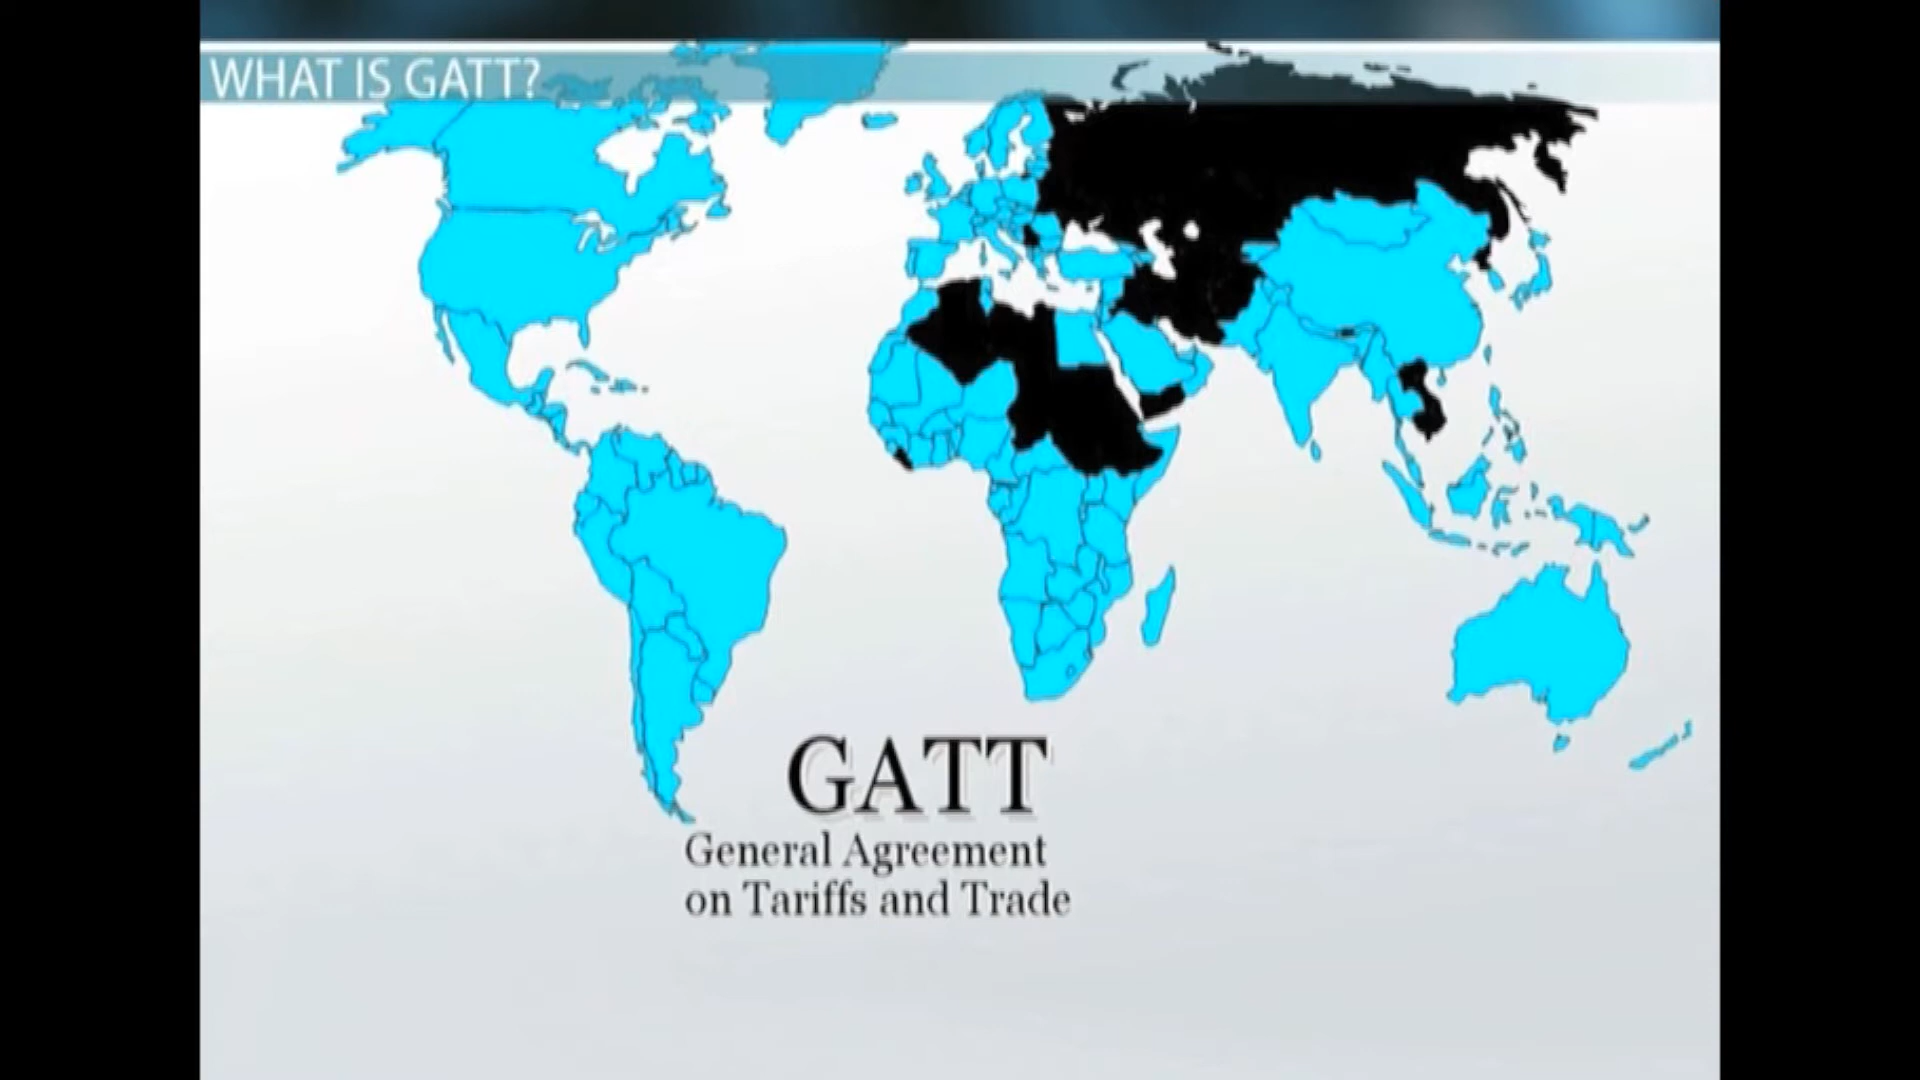 WHAT IS GATT?
GATT
General Agreement
on Tariffs and Trade